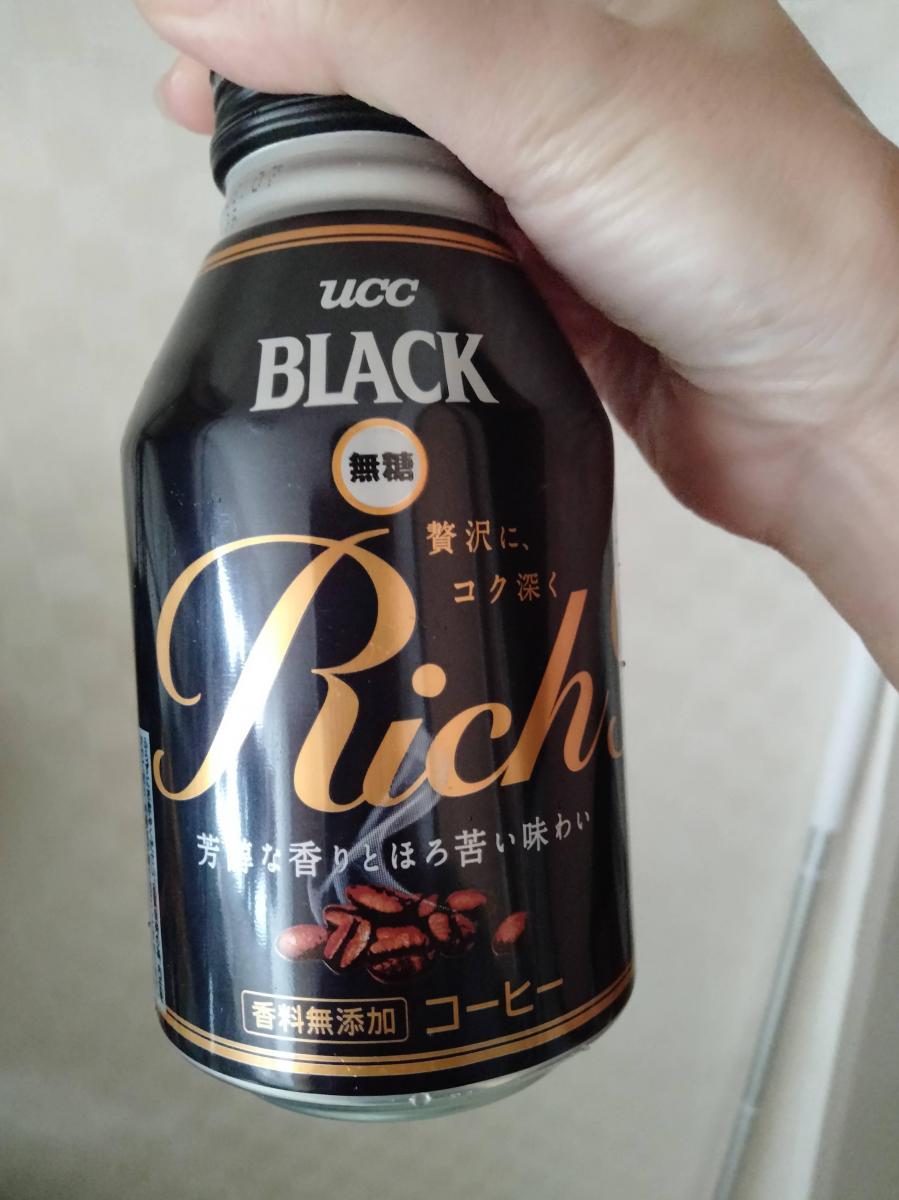 ucc
BLACK
無糖
贅沢に、
コク深く
Rich
芳醇な香りとほろ苦い味わい
香料無添加 コーヒー